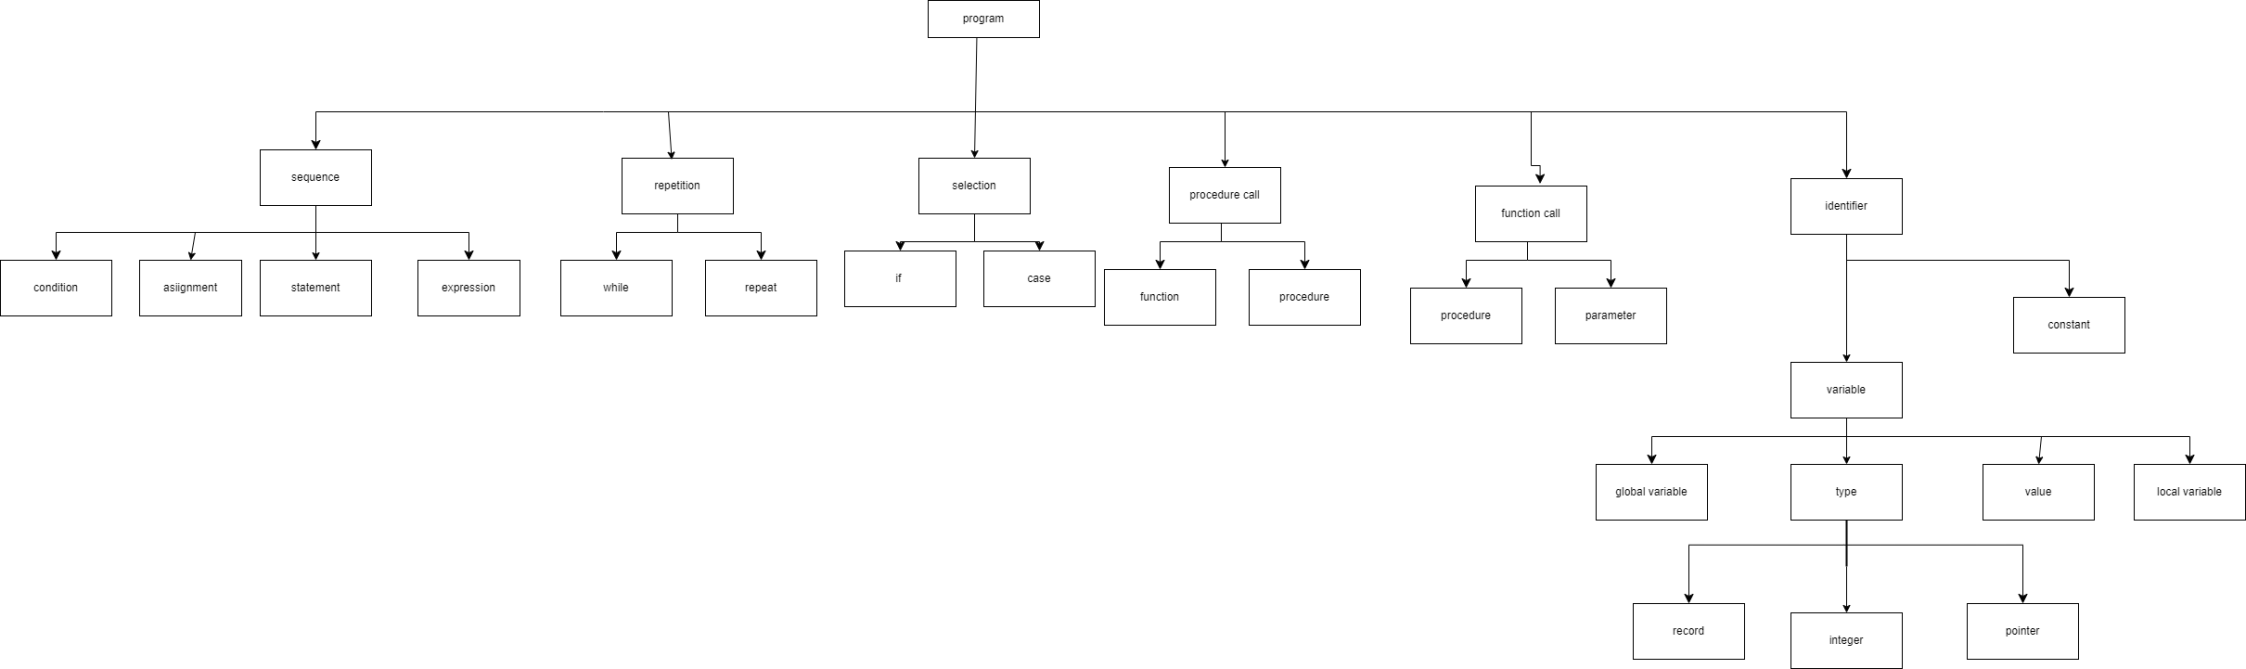 program
sequence
repetition
selection
procedure call
function call
identifier
condition
asiignment
statement
expression
while
repeat
if
case
function
procedure
procedure
parameter
constant
variable
global variable
type
value
local variable
record
integer
pointer